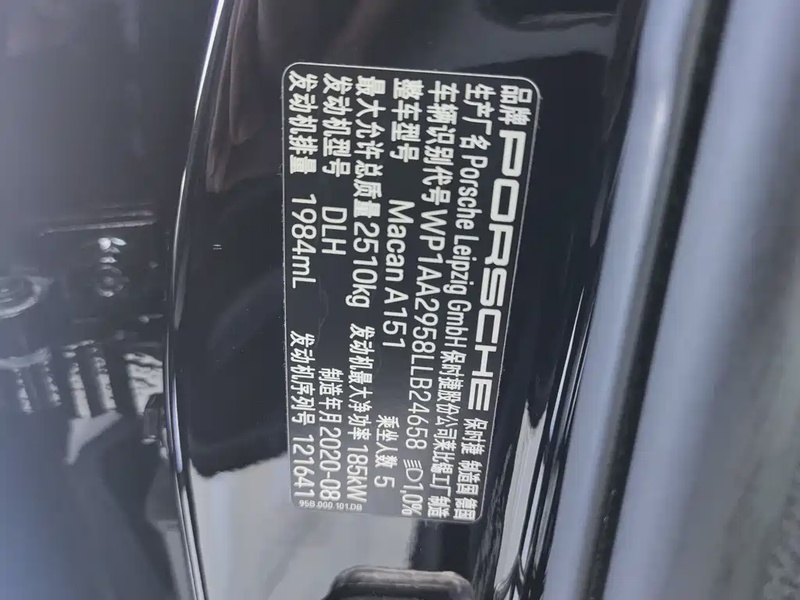 品牌 PORSCHE 保时捷 制造国 德国
生产厂名 Porsche Leipzig GmbH 保时捷股份公司莱比锡工厂 制造
车辆识别代号 WP1AA2958LLB24658 1,0%
整车型号 Macan A151 乘坐人数 5
最大允许总质量 2510kg 发动机最大净功率 185kW
发动机型号 DLH 制造年月 2020-08
发动机排量 1984mL 发动机序列号 121641
95B.000.101.DB